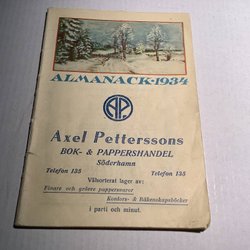 ALMANACK·1934
AP
Axel Petterssons
BOK- & PAPPERSHANDEL
Söderhamn
Telefon 135 Telefon 135
Välsorterat lager av:
Finare och grövre pappersvaror
Kontors- & Räkenskapsböcker
i parti och minut.